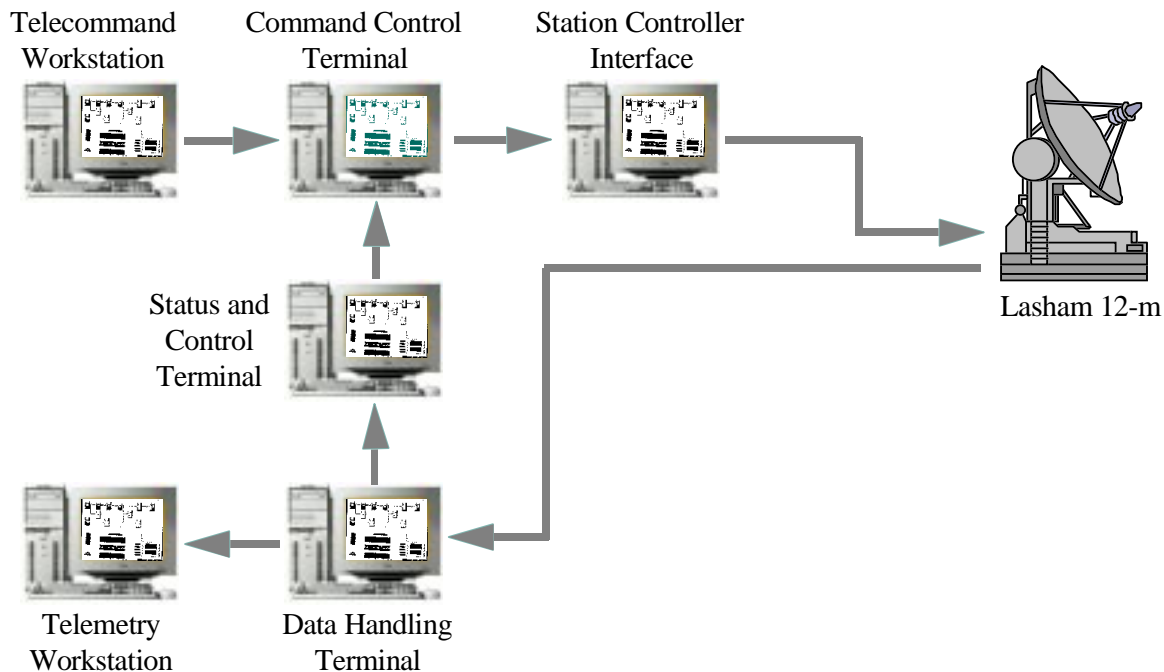 Telecommand
Workstation
Command Control
Terminal
Station Controller
Interface
Lasham 12-m
Status and
Control
Terminal
Telemetry
Workstation
Data Handling
Terminal